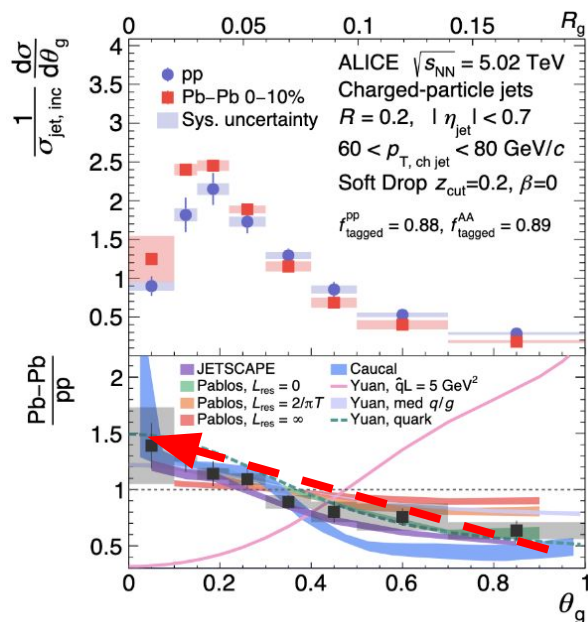 0 0.05 0.1 0.15 R_g
1/σ_jet, inc dσ/dθ_g
4
3.5
3
2.5
2
1.5
1
0.5
pp
Pb–Pb 0–10%
Sys. uncertainty
ALICE √s_NN = 5.02 TeV
Charged-particle jets
R = 0.2, | η_jet | < 0.7
60 < p_T, ch jet < 80 GeV/c
Soft Drop z_cut=0.2, β=0
f^pp_tagged = 0.88, f^AA_tagged = 0.89
Pb–Pb
pp
2
1.5
1
0.5
JETSCAPE
Pablos, L_res = 0
Pablos, L_res = 2/πT
Pablos, L_res = ∞
Caucal
Yuan, q̂L = 5 GeV²
Yuan, med q/g
Yuan, quark
0 0.2 0.4 0.6 0.8 1
θ_g